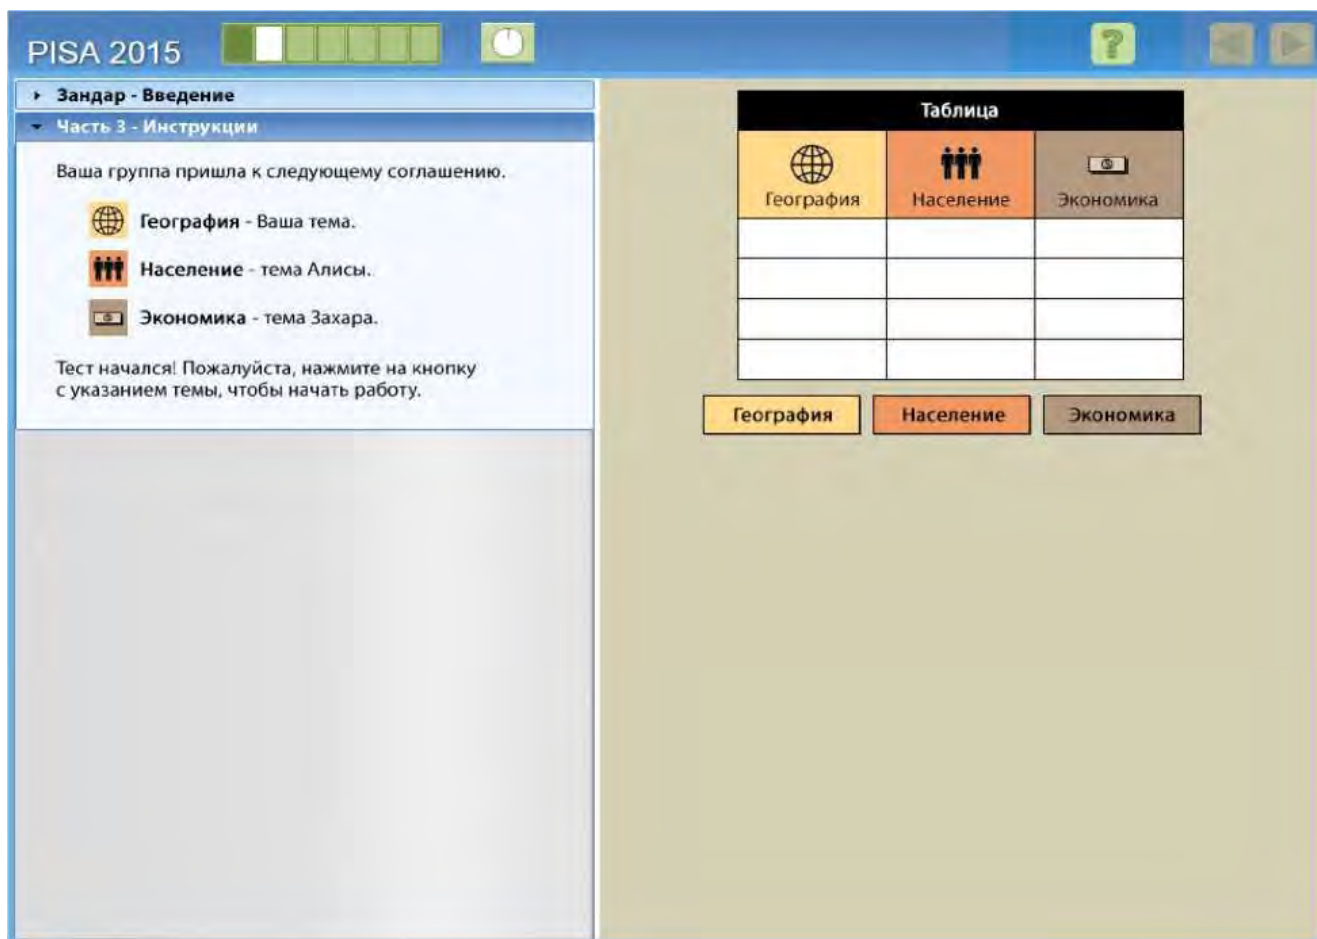 PISA 2015
?
Зандар - Введение
Часть 3 - Инструкции
Ваша группа пришла к следующему соглашению.
География - Ваша тема.
Население - тема Алисы.
Экономика - тема Захара.
Тест начался! Пожалуйста, нажмите на кнопку
с указанием темы, чтобы начать работу.
Таблица
География Население Экономика
География Население Экономика